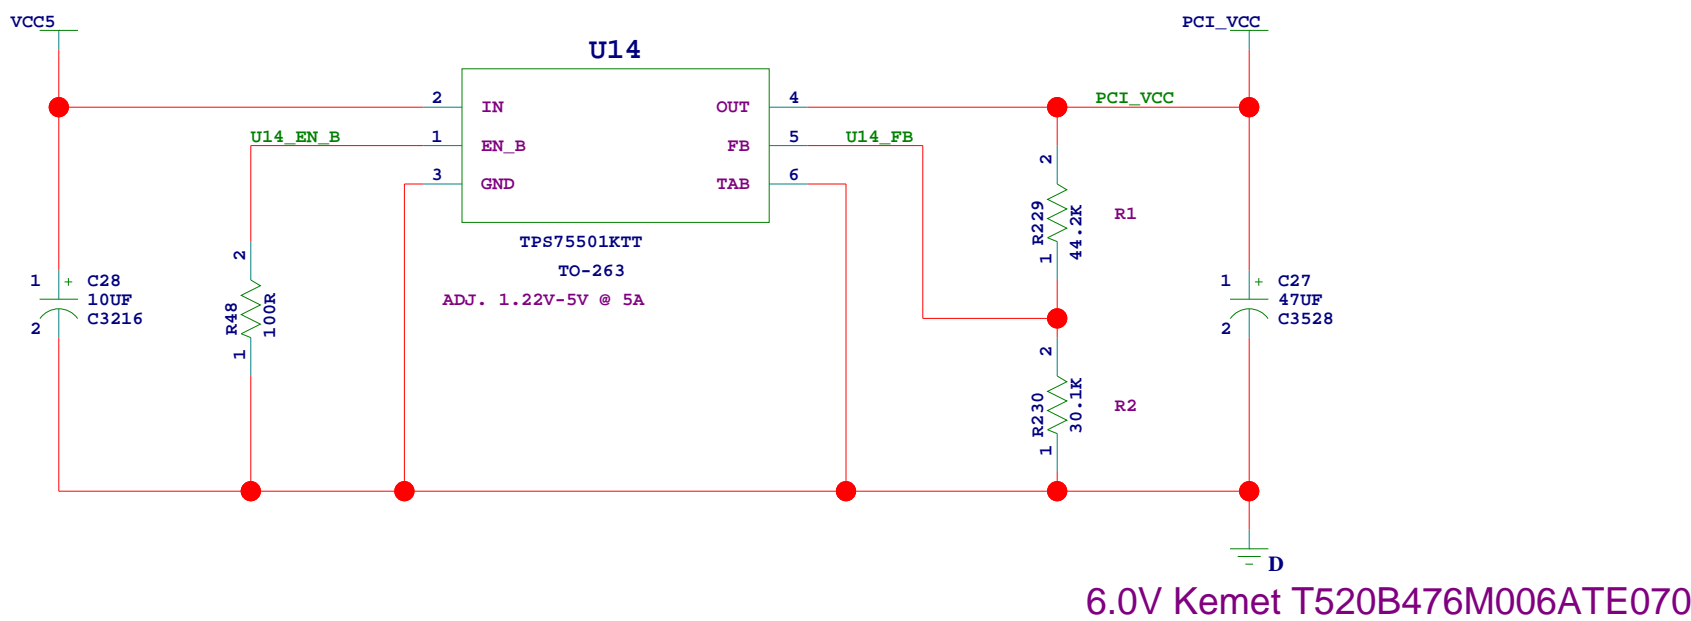 VCC5
PCI_VCC
U14
2 IN OUT 4
PCI_VCC
U14_EN_B
1 EN_B FB 5
U14_FB
3 GND TAB 6
TPS75501KTT
TO-263
ADJ. 1.22V-5V @ 5A
1 + C28
10UF
C3216
2
2
R48
100R
1
2
R229
44.2K
1
R1
2
R230
30.1K
1
R2
1 + C27
47UF
C3528
2
D
6.0V Kemet T520B476M006ATE070